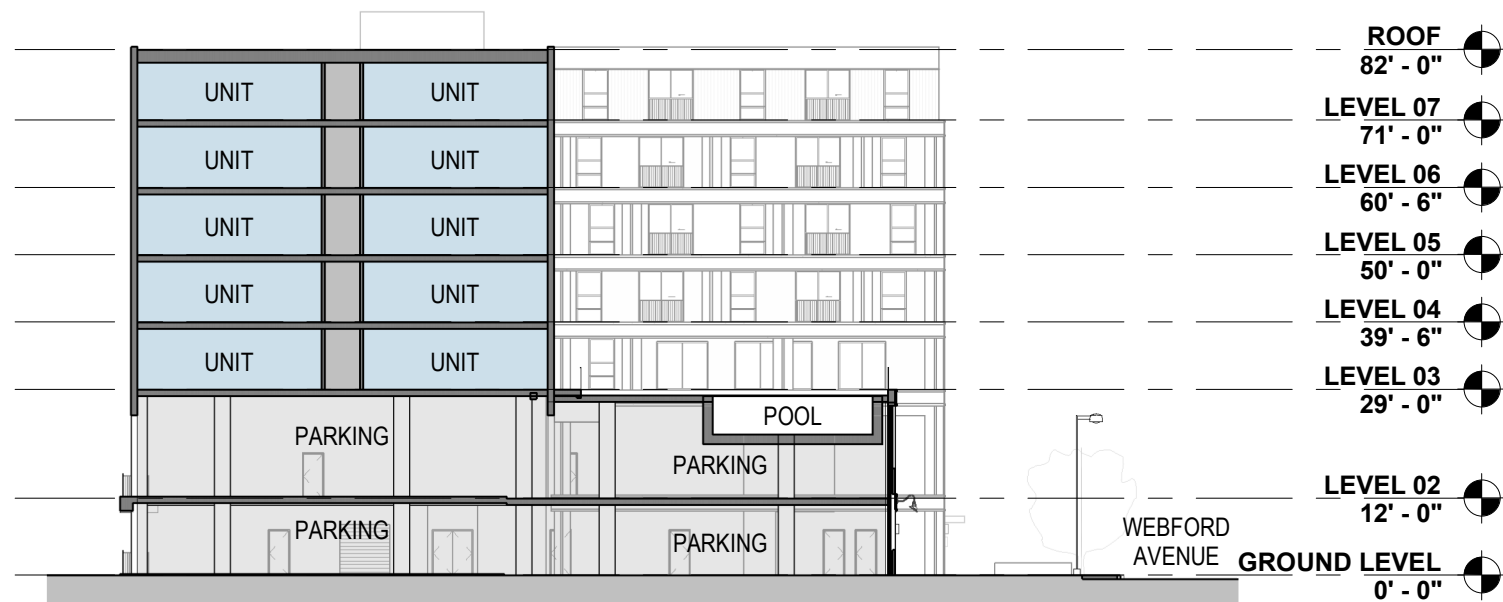 ROOF
82' - 0"
UNIT UNIT
LEVEL 07
71' - 0"
UNIT UNIT
LEVEL 06
60' - 6"
UNIT UNIT
LEVEL 05
50' - 0"
UNIT UNIT
LEVEL 04
39' - 6"
UNIT UNIT
LEVEL 03
29' - 0"
POOL
PARKING
PARKING
LEVEL 02
12' - 0"
PARKING
PARKING
WEBFORD
AVENUE
GROUND LEVEL
0' - 0"